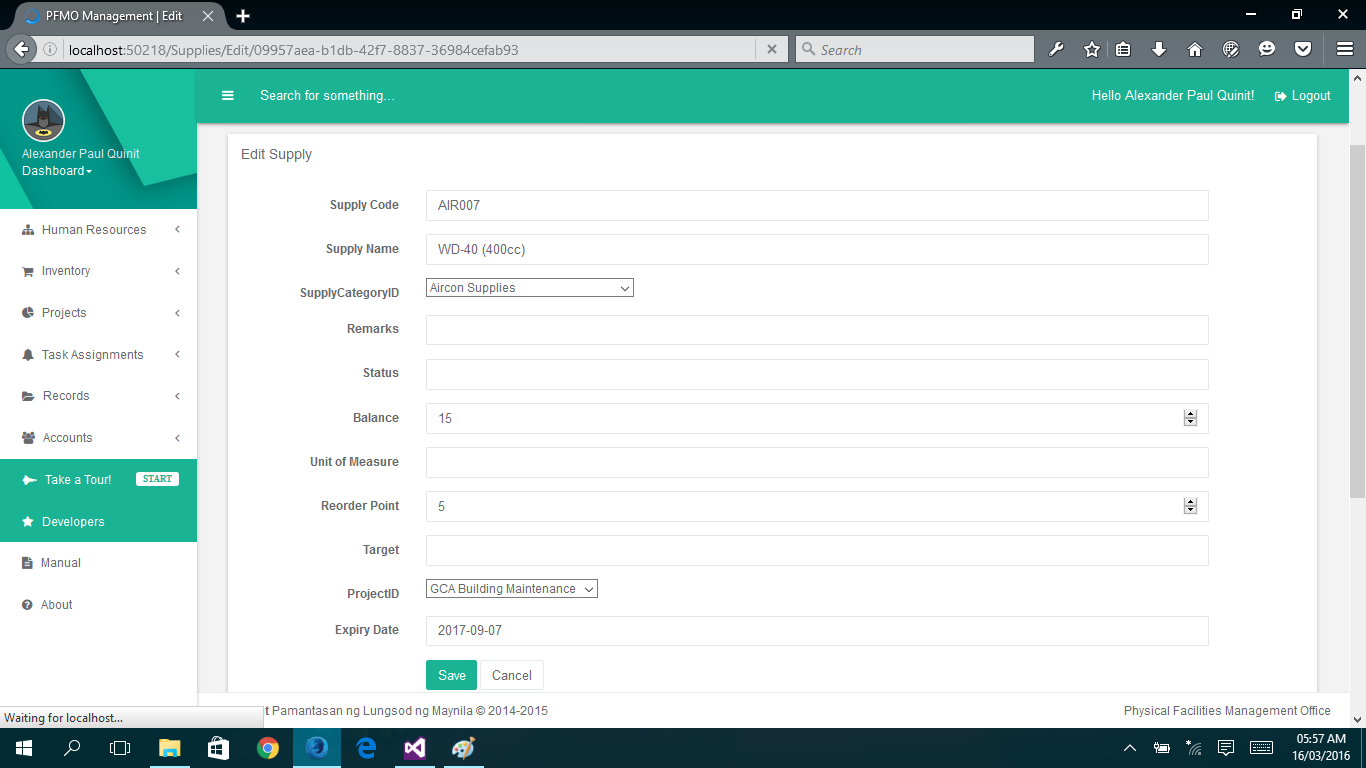 PFMO Management | Edit
localhost:50218/Supplies/Edit/09957aea-b1db-42f7-8837-36984cefab93
Search
Search for something...
Hello Alexander Paul Quinit!
Logout
Alexander Paul Quinit
Dashboard
Human Resources
Inventory
Projects
Task Assignments
Records
Accounts
Take a Tour!
START
Developers
Manual
About
Edit Supply
Supply Code
AIR007
Supply Name
WD-40 (400cc)
SupplyCategoryID
Aircon Supplies
Remarks
Status
Balance
15
Unit of Measure
Reorder Point
5
Target
ProjectID
GCA Building Maintenance
Expiry Date
2017-09-07
Save
Cancel
t Pamantasan ng Lungsod ng Maynila © 2014-2015
Physical Facilities Management Office
Waiting for localhost...
05:57 AM
16/03/2016